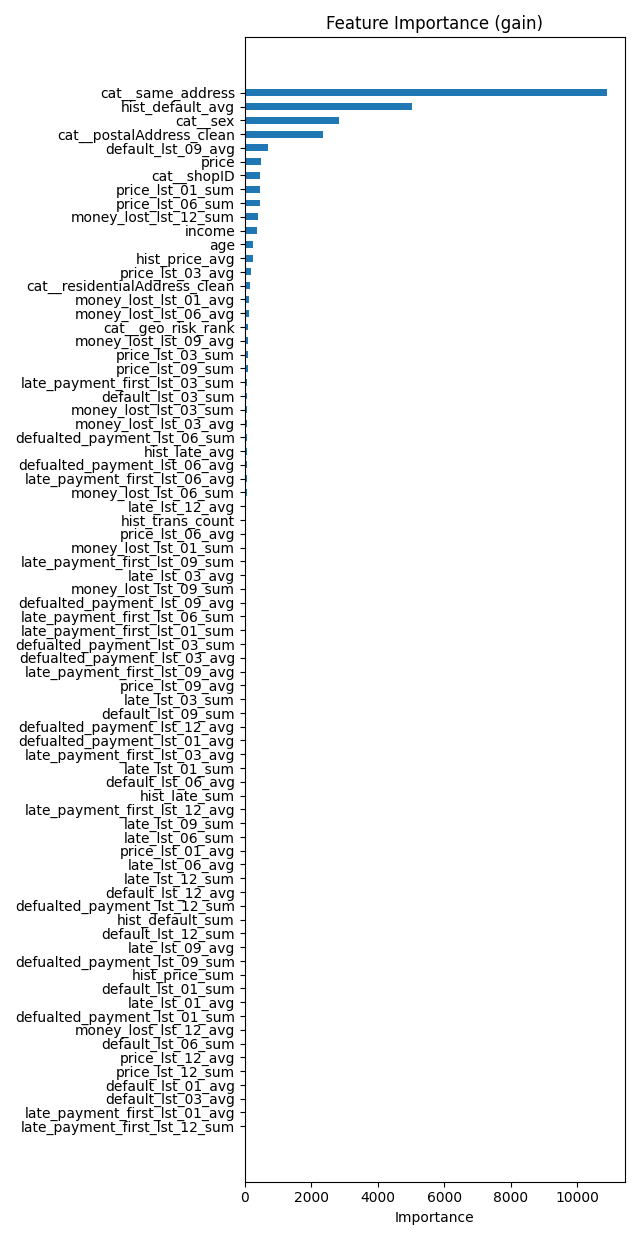 Feature Importance (gain)
cat__same_address
hist_default_avg
cat__sex
cat__postalAddress_clean
default_lst_09_avg
price
cat__shopID
price_lst_01_sum
price_lst_06_sum
money_lost_lst_12_sum
income
age
hist_price_avg
price_lst_03_avg
cat__residentialAddress_clean
money_lost_lst_01_avg
money_lost_lst_06_avg
cat__geo_risk_rank
money_lost_lst_09_avg
price_lst_03_sum
price_lst_09_sum
late_payment_first_lst_03_sum
default_lst_03_sum
money_lost_lst_03_sum
money_lost_lst_03_avg
defualted_payment_lst_06_sum
hist_late_avg
defualted_payment_lst_06_avg
late_payment_first_lst_06_avg
money_lost_lst_06_sum
late_lst_12_avg
hist_trans_count
price_lst_06_avg
money_lost_lst_01_sum
late_payment_first_lst_09_sum
late_lst_03_avg
money_lost_lst_09_sum
defualted_payment_lst_09_avg
late_payment_first_lst_06_sum
late_payment_first_lst_01_sum
defualted_payment_lst_03_sum
defualted_payment_lst_03_avg
late_payment_first_lst_09_avg
price_lst_09_avg
late_lst_03_sum
default_lst_09_sum
defualted_payment_lst_12_avg
defualted_payment_lst_01_avg
late_payment_first_lst_03_avg
late_lst_01_sum
default_lst_06_avg
hist_late_sum
late_payment_first_lst_12_avg
late_lst_09_sum
late_lst_06_sum
price_lst_01_avg
late_lst_06_avg
late_lst_12_sum
default_lst_12_avg
defualted_payment_lst_12_sum
hist_default_sum
default_lst_12_sum
late_lst_09_avg
defualted_payment_lst_09_sum
hist_price_sum
default_lst_01_sum
late_lst_01_avg
defualted_payment_lst_01_sum
money_lost_lst_12_avg
default_lst_06_sum
price_lst_12_avg
price_lst_12_sum
default_lst_01_avg
default_lst_03_avg
late_payment_first_lst_01_avg
late_payment_first_lst_12_sum
0 2000 4000 6000 8000 10000
Importance